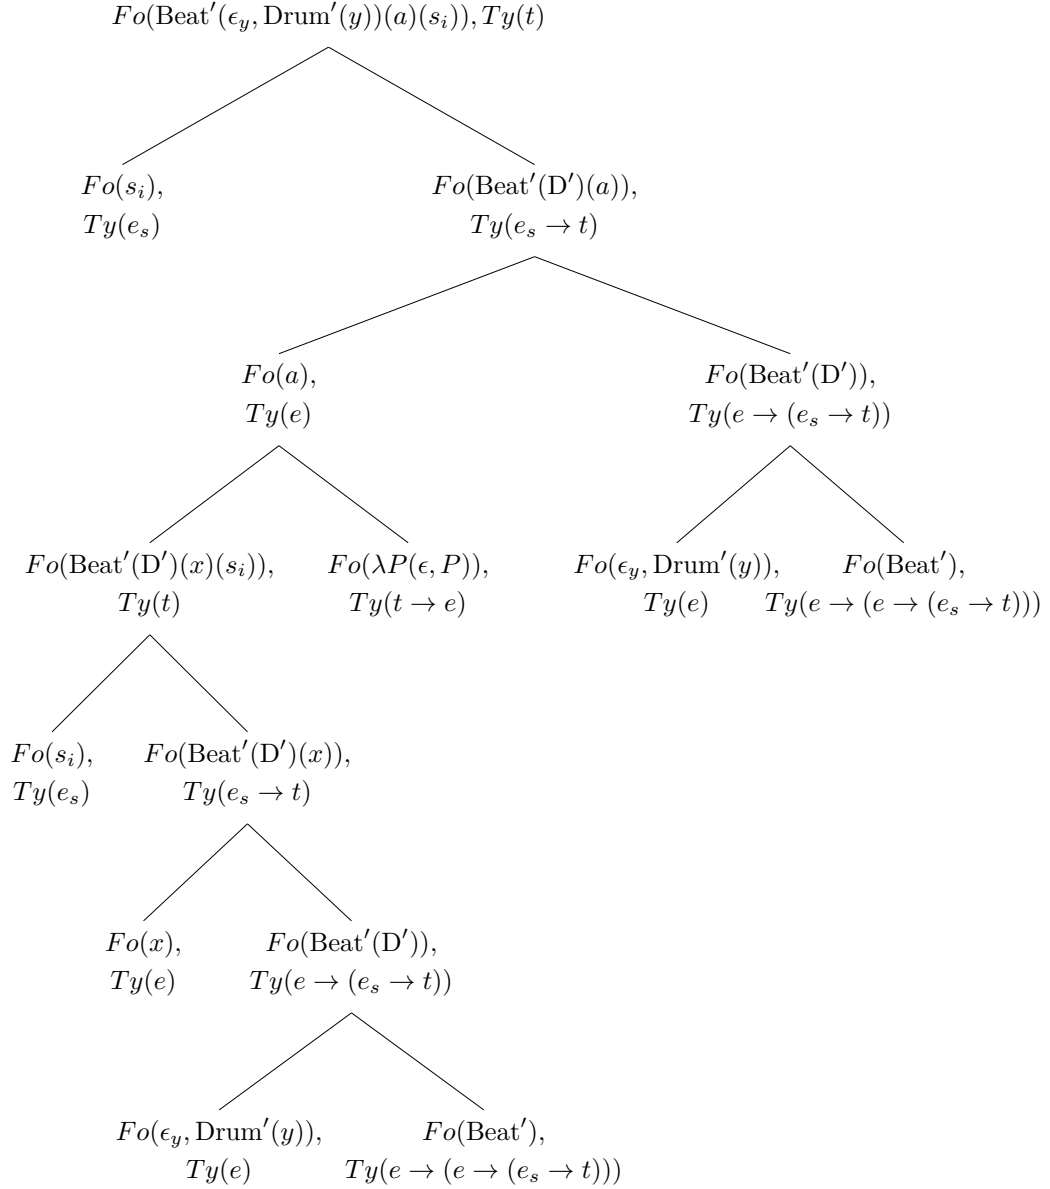 Fo(Beat′(ϵ_y, Drum′(y))(a)(s_i)), Ty(t)
Fo(s_i),
Ty(e_s)
Fo(Beat′(D′)(a)),
Ty(e_s → t)
Fo(a),
Ty(e)
Fo(Beat′(D′)),
Ty(e → (e_s → t))
Fo(Beat′(D′)(x)(s_i)),
Ty(t)
Fo(λP(ϵ, P)),
Ty(t → e)
Fo(ϵ_y, Drum′(y)),
Ty(e)
Fo(Beat′),
Ty(e → (e → (e_s → t)))
Fo(s_i),
Ty(e_s)
Fo(Beat′(D′)(x)),
Ty(e_s → t)
Fo(x),
Ty(e)
Fo(Beat′(D′)),
Ty(e → (e_s → t))
Fo(ϵ_y, Drum′(y)),
Ty(e)
Fo(Beat′),
Ty(e → (e → (e_s → t)))